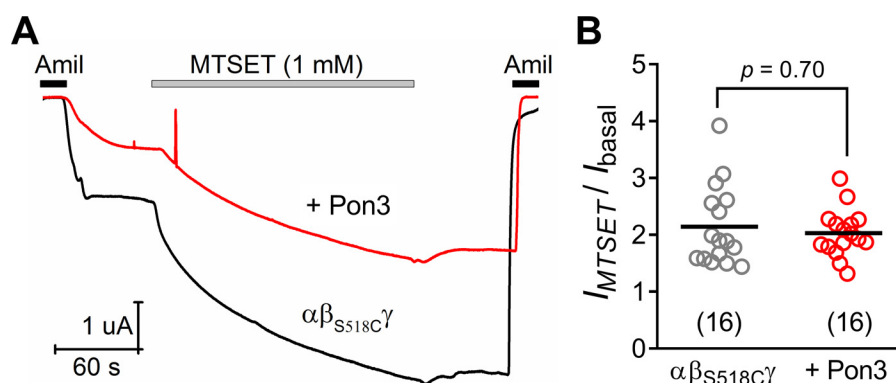 A
Amil
MTSET (1 mM)
Amil
+ Pon3
αβS518Cγ
1 uA
60 s
B
p = 0.70
IMTSET / Ibasal
5
4
3
2
1
0
(16)
(16)
αβS518Cγ
+ Pon3